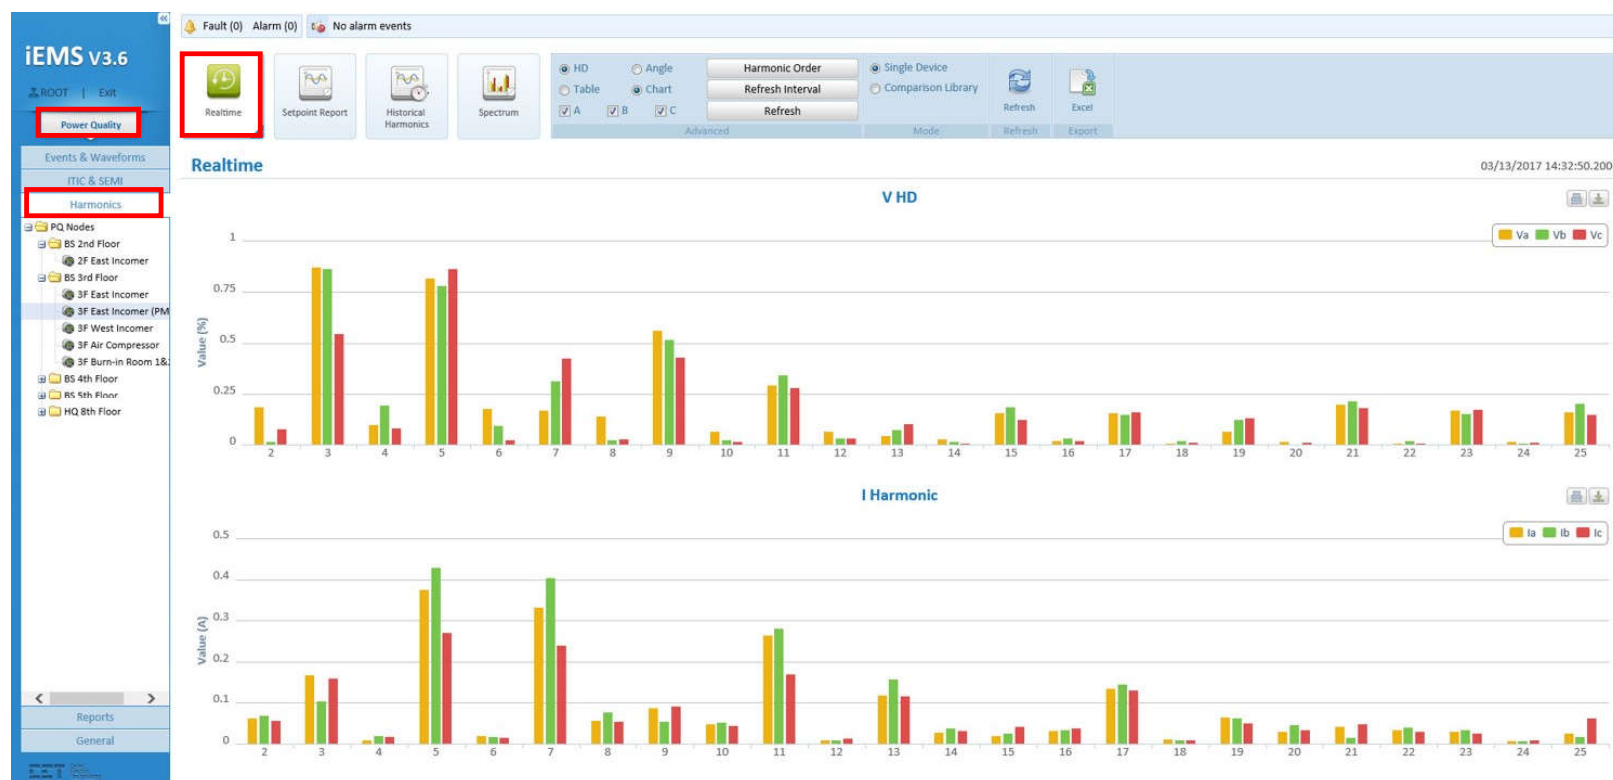 Fault (0) Alarm (0) No alarm events
iEMS V3.6
ROOT | Exit
Power Quality
Events & Waveforms
ITIC & SEMI
Harmonics
PQ Nodes
BS 2nd Floor
2F East Incomer
BS 3rd Floor
3F East Incomer
3F East Incomer (PM
3F West Incomer
3F Air Compressor
3F Burn-in Room 1&
BS 4th Floor
BS 5th Floor
HQ 8th Floor
Reports
General
Realtime
Setpoint Report
Historical
Harmonics
Spectrum
HD Angle
Table Chart
A B C
Harmonic Order
Refresh Interval
Refresh
Advanced
Single Device
Comparison Library
Mode
Refresh
Refresh
Excel
Export
Realtime
03/13/2017 14:32:50.200
V HD
Va Vb Vc
Value (%)
1
0.75
0.5
0.25
0
2 3 4 5 6 7 8 9 10 11 12 13 14 15 16 17 18 19 20 21 22 23 24 25
I Harmonic
Ia Ib Ic
Value (A)
0.5
0.4
0.3
0.2
0.1
0
2 3 4 5 6 7 8 9 10 11 12 13 14 15 16 17 18 19 20 21 22 23 24 25